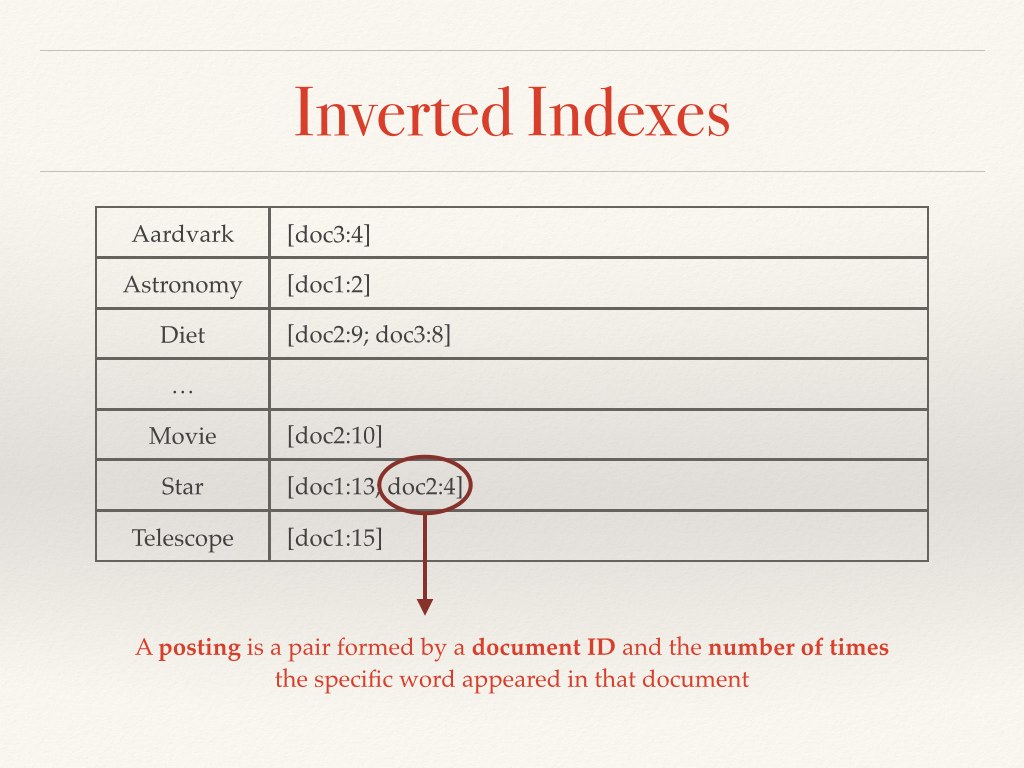 Inverted Indexes
Aardvark [doc3:4]
Astronomy [doc1:2]
Diet [doc2:9; doc3:8]
…
Movie [doc2:10]
Star [doc1:13; doc2:4]
Telescope [doc1:15]
A posting is a pair formed by a document ID and the number of times
the specific word appeared in that document